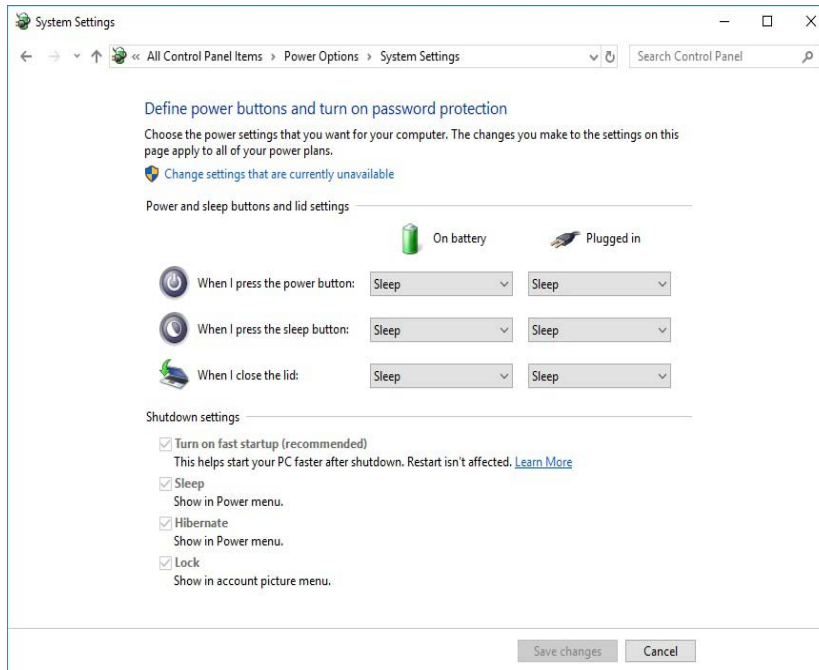 System Settings
« All Control Panel Items › Power Options › System Settings
Search Control Panel
Define power buttons and turn on password protection
Choose the power settings that you want for your computer. The changes you make to the settings on this
page apply to all of your power plans.
Change settings that are currently unavailable
Power and sleep buttons and lid settings
On battery Plugged in
When I press the power button: Sleep Sleep
When I press the sleep button: Sleep Sleep
When I close the lid: Sleep Sleep
Shutdown settings
Turn on fast startup (recommended)
This helps start your PC faster after shutdown. Restart isn't affected. Learn More
Sleep
Show in Power menu.
Hibernate
Show in Power menu.
Lock
Show in account picture menu.
Save changes Cancel